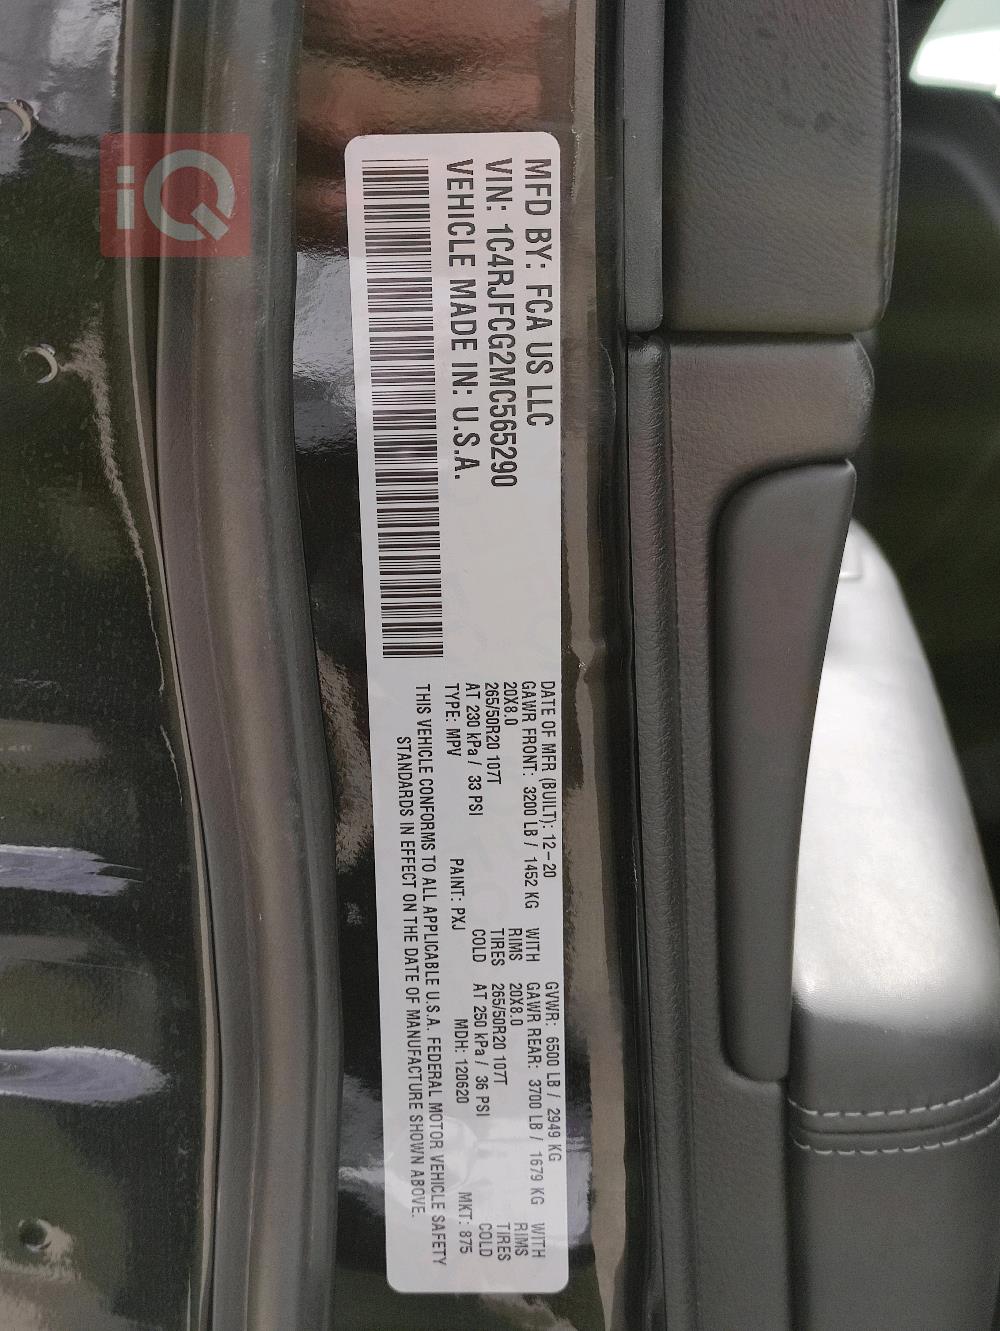 iQ
MFD BY: FCA US LLC
VIN: 1C4RJFCG2MC565290
VEHICLE MADE IN: U.S.A.
DATE OF MFR (BUILT): 12-20 GVWR: 6500 LB / 2949 KG
GAWR FRONT: 3200 LB / 1452 KG WITH GAWR REAR: 3700 LB / 1679 KG WITH
20X8.0 RIMS 20X8.0 RIMS
265/50R20 107T TIRES 265/50R20 107T TIRES
AT 230 kPa / 33 PSI COLD AT 250 kPa / 36 PSI COLD
TYPE: MPV PAINT: PXJ MDH: 120620 MKT: 875
THIS VEHICLE CONFORMS TO ALL APPLICABLE U.S.A. FEDERAL MOTOR VEHICLE SAFETY
STANDARDS IN EFFECT ON THE DATE OF MANUFACTURE SHOWN ABOVE.